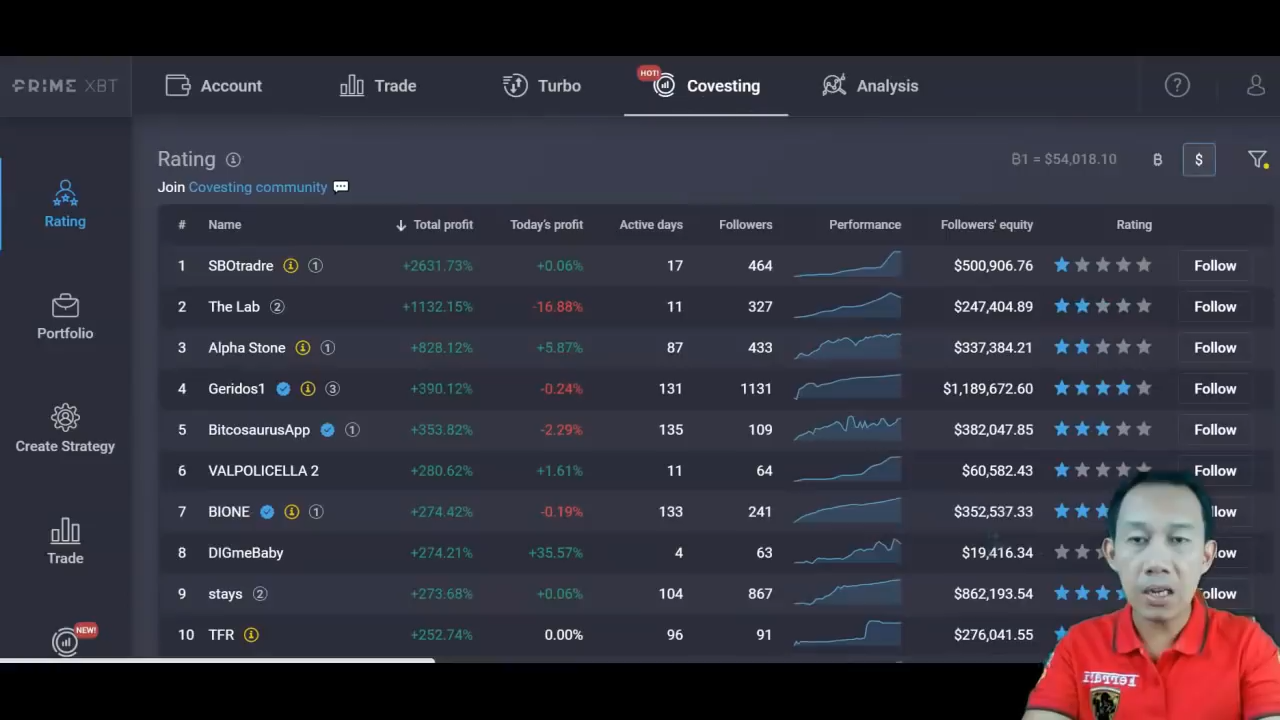 PRIME XBT Account Trade Turbo HOT! Covesting Analysis ?
Rating ₿1 = $54,018.10 ₿ $
Join Covesting community
# Name ↓ Total profit Today's profit Active days Followers Performance Followers' equity Rating
1 SBOtradre 1 +2631.73% +0.06% 17 464 $500,906.76 Follow
2 The Lab 2 +1132.15% -16.88% 11 327 $247,404.89 Follow
3 Alpha Stone 1 +828.12% +5.87% 87 433 $337,384.21 Follow
4 Geridos1 3 +390.12% -0.24% 131 1131 $1,189,672.60 Follow
5 BitcosaurusApp 1 +353.82% -2.29% 135 109 $382,047.85 Follow
6 VALPOLICELLA 2 +280.62% +1.61% 11 64 $60,582.43 Follow
7 BIONE 1 +274.42% -0.19% 133 241 $352,537.33 llow
8 DIGmeBaby +274.21% +35.57% 4 63 $19,416.34 ow
9 stays 2 +273.68% +0.06% 104 867 $862,193.54 ollow
10 TFR +252.74% 0.00% 96 91 $276,041.55
Rating
Portfolio
Create Strategy
Trade
NEW!
Ferrari